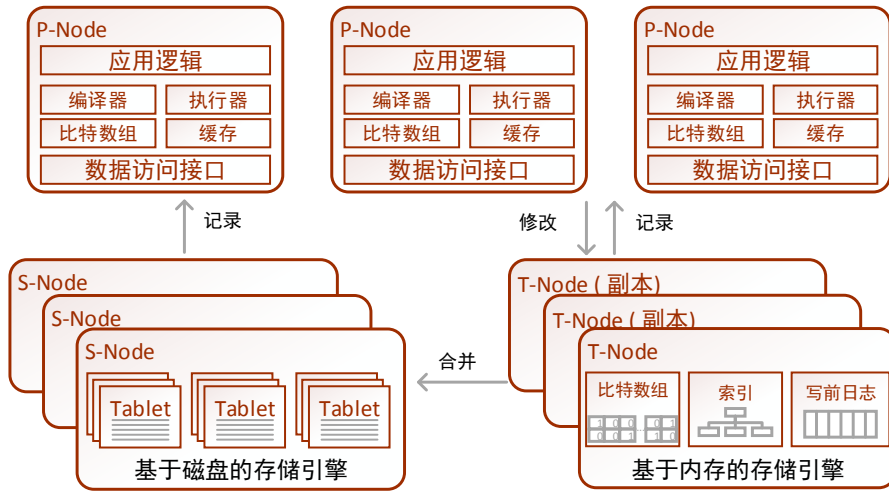 P-Node
应用逻辑
编译器
执行器
比特数组
缓存
数据访问接口
P-Node
应用逻辑
编译器
执行器
比特数组
缓存
数据访问接口
P-Node
应用逻辑
编译器
执行器
比特数组
缓存
数据访问接口
记录
修改
记录
S-Node
S-Node
S-Node
Tablet
Tablet
Tablet
基于磁盘的存储引擎
合并
T-Node ( 副本)
T-Node ( 副本)
T-Node
比特数组
索引
写前日志
基于内存的存储引擎